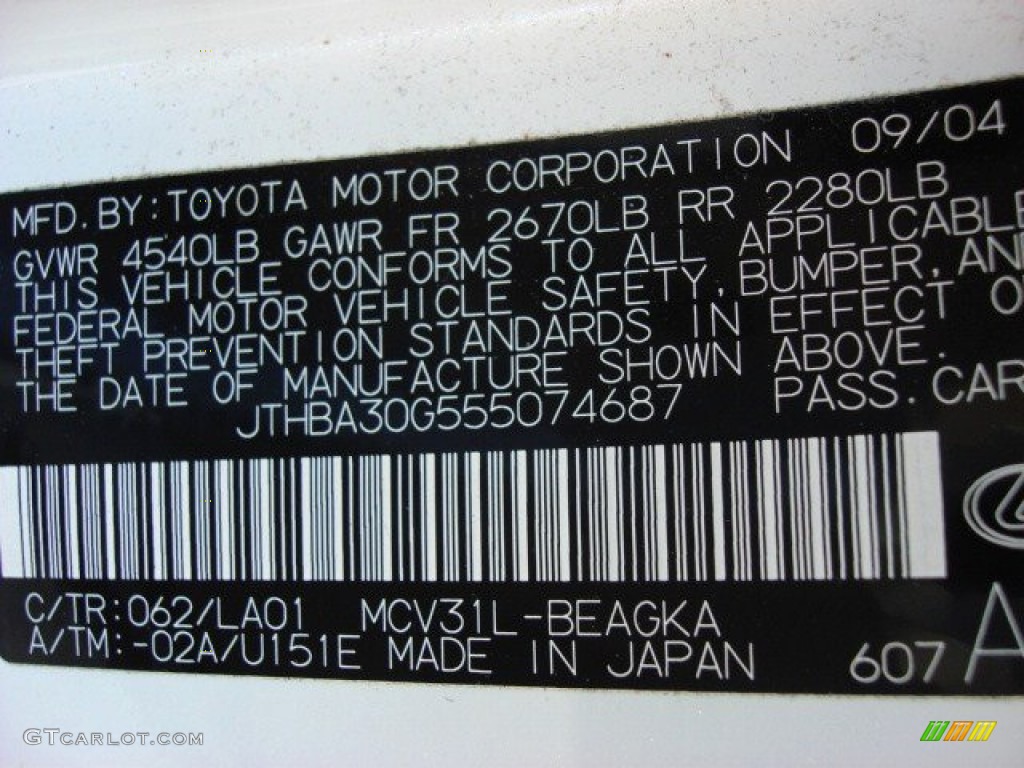 MFD. BY: TOYOTA MOTOR CORPORATION 09/04
GVWR 4540LB GAWR FR 2670LB RR 2280LB
THIS VEHICLE CONFORMS TO ALL APPLICABLE
FEDERAL MOTOR VEHICLE SAFETY, BUMPER, AND
THEFT PREVENTION STANDARDS IN EFFECT O
THE DATE OF MANUFACTURE SHOWN ABOVE.
JTHBA30G555074687 PASS. CAR
C/TR: 062/LA01 MCV31L-BEAGKA
A/TM: -02A/U151E MADE IN JAPAN 607 A
GTCARLOT.COM